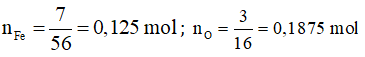 n_Fe = 7/56 = 0,125 mol ; n_O = 3/16 = 0,1875 mol